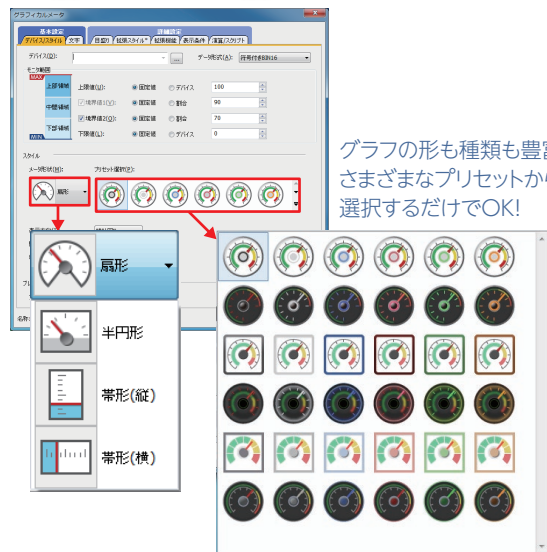 グラフィカルメータ
基本設定
詳細設定
デバイス/スタイル
文字
目盛り
拡張スタイル*
拡張機能
表示条件
演算/スクリプト
デバイス(D):
...
データ形式(A):
符号付きBIN16
モニタ範囲
MAX
上部領域
中間領域
下部領域
MIN
上限値(U):
固定値
デバイス
100
境界値1(V):
固定値
割合
90
境界値2(O):
固定値
割合
70
下限値(L):
固定値
デバイス
0
スタイル
メータ形状(H):
プリセット選択(P):
扇形
グラフの形も種類も豊富
さまざまなプリセットから
選択するだけでOK!
扇形
半円形
帯形(縦)
帯形(横)
名称: